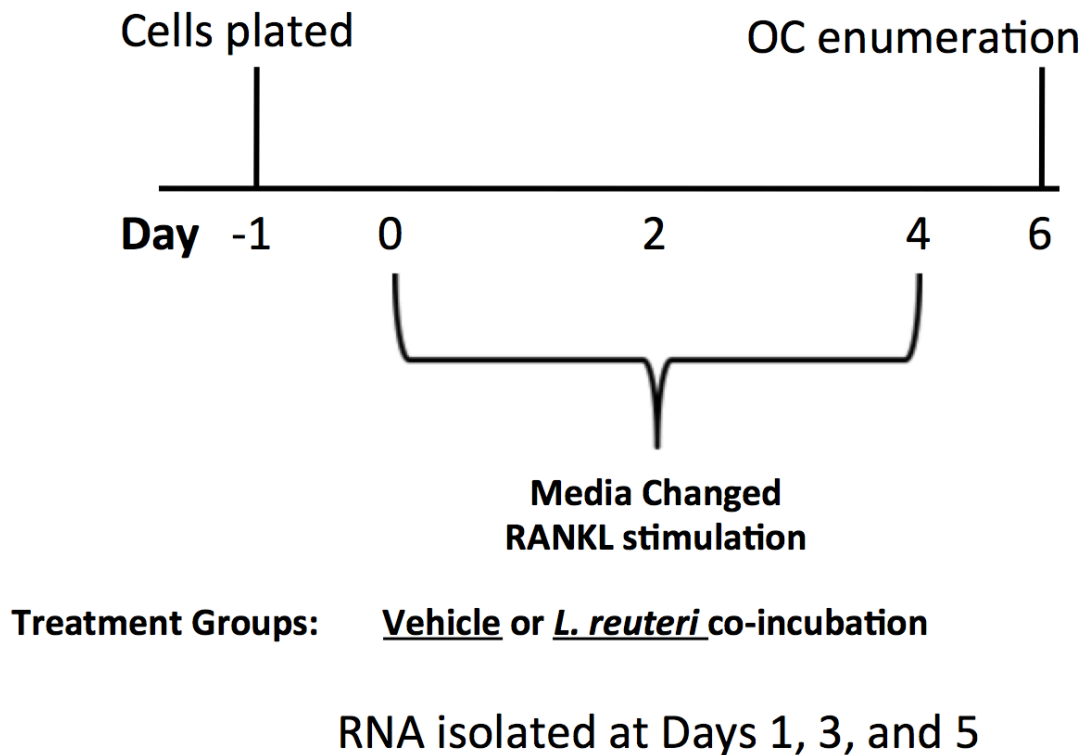 Cells plated
OC enumeration
Day -1 0 2 4 6
Media Changed
RANKL stimulation
Treatment Groups: Vehicle or L. reuteri co-incubation
RNA isolated at Days 1, 3, and 5